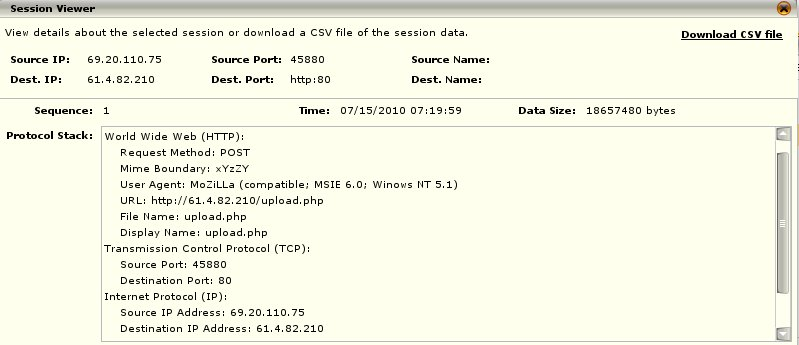 Session Viewer
View details about the selected session or download a CSV file of the session data.
Download CSV file
Source IP: 69.20.110.75 Source Port: 45880 Source Name:
Dest. IP: 61.4.82.210 Dest. Port: http:80 Dest. Name:
Sequence: 1 Time: 07/15/2010 07:19:59 Data Size: 18657480 bytes
Protocol Stack:
World Wide Web (HTTP):
Request Method: POST
Mime Boundary: xYzZY
User Agent: MoZiLLa (compatible; MSIE 6.0; Winows NT 5.1)
URL: http://61.4.82.210/upload.php
File Name: upload.php
Display Name: upload.php
Transmission Control Protocol (TCP):
Source Port: 45880
Destination Port: 80
Internet Protocol (IP):
Source IP Address: 69.20.110.75
Destination IP Address: 61.4.82.210